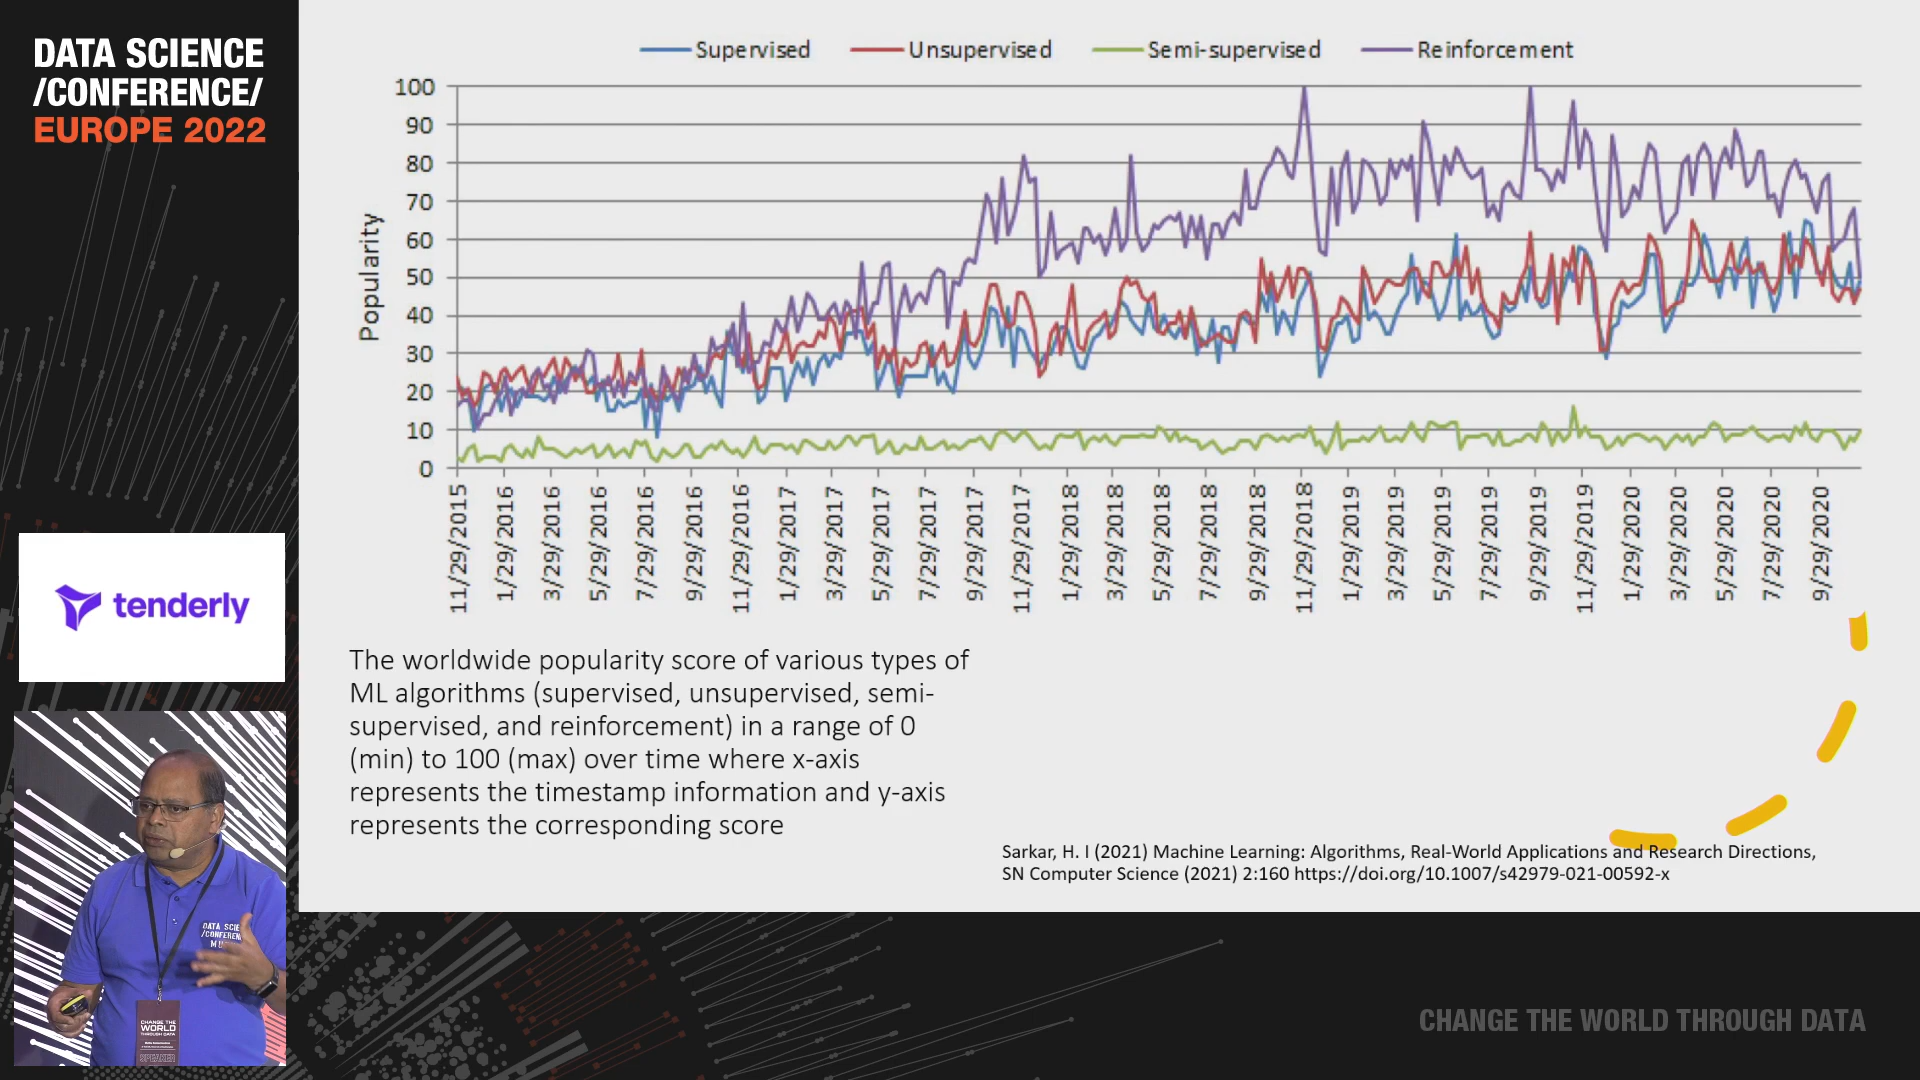 DATA SCIENCE
/CONFERENCE/
EUROPE 2022
tenderly
Supervised
Unsupervised
Semi-supervised
Reinforcement
Popularity
100
90
80
70
60
50
40
30
20
10
0
11/29/2015
1/29/2016
3/29/2016
5/29/2016
7/29/2016
9/29/2016
11/29/2016
1/29/2017
3/29/2017
5/29/2017
7/29/2017
9/29/2017
11/29/2017
1/29/2018
3/29/2018
5/29/2018
7/29/2018
9/29/2018
11/29/2018
1/29/2019
3/29/2019
5/29/2019
7/29/2019
9/29/2019
11/29/2019
1/29/2020
3/29/2020
5/29/2020
7/29/2020
9/29/2020
The worldwide popularity score of various types of
ML algorithms (supervised, unsupervised, semi-
supervised, and reinforcement) in a range of 0
(min) to 100 (max) over time where x-axis
represents the timestamp information and y-axis
represents the corresponding score
Sarkar, H. I (2021) Machine Learning: Algorithms, Real-World Applications and Research Directions,
SN Computer Science (2021) 2:160 https://doi.org/10.1007/s42979-021-00592-x
DATA SCIE
/CONFEREN
CHANGE THE
WORLD
THROUGH DATA
SPEAKER
CHANGE THE WORLD THROUGH DATA